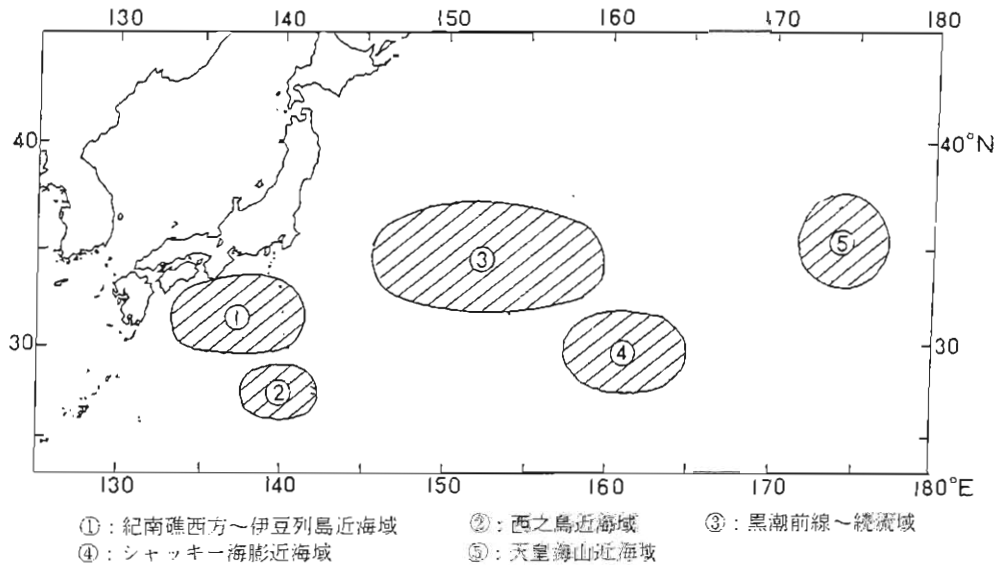 130 140 150 160 170 180
40 40°N
③
⑤
①
30 ④ 30
②
130 140 150 160 170 180°E
①:紀南礁西方～伊豆列島近海域 ②:西之島近海域 ③:黒潮前線～続流域
④:シャッキー海膨近海域 ⑤:天皇海山近海域